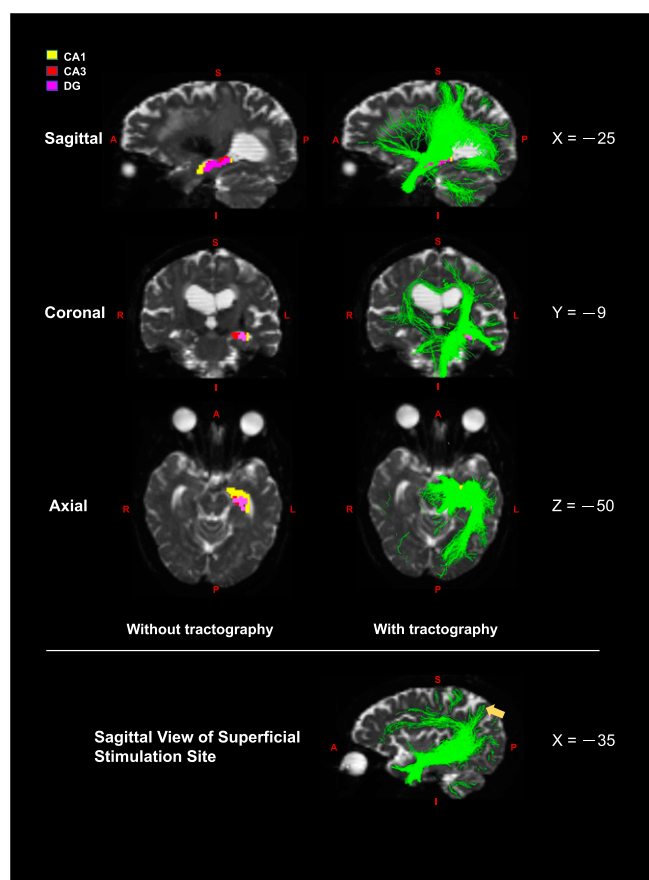 CA1
CA3
DG
S
S
Sagittal
A
P
A
P
X = −25
I
I
S
S
Coronal
R
L
R
L
Y = −9
I
I
A
A
Axial
R
L
R
L
Z = −50
P
P
Without tractography
With tractography
S
Sagittal View of Superficial
Stimulation Site
A
P
X = −35
I